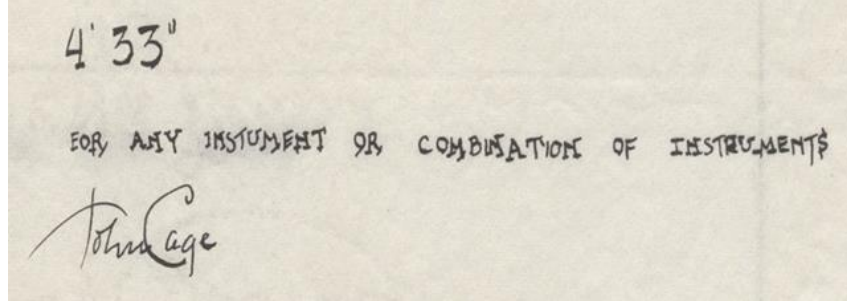 4' 33"
FOR ANY INSTUMENT OR COMBINATION OF INSTRUMENTS
John Cage